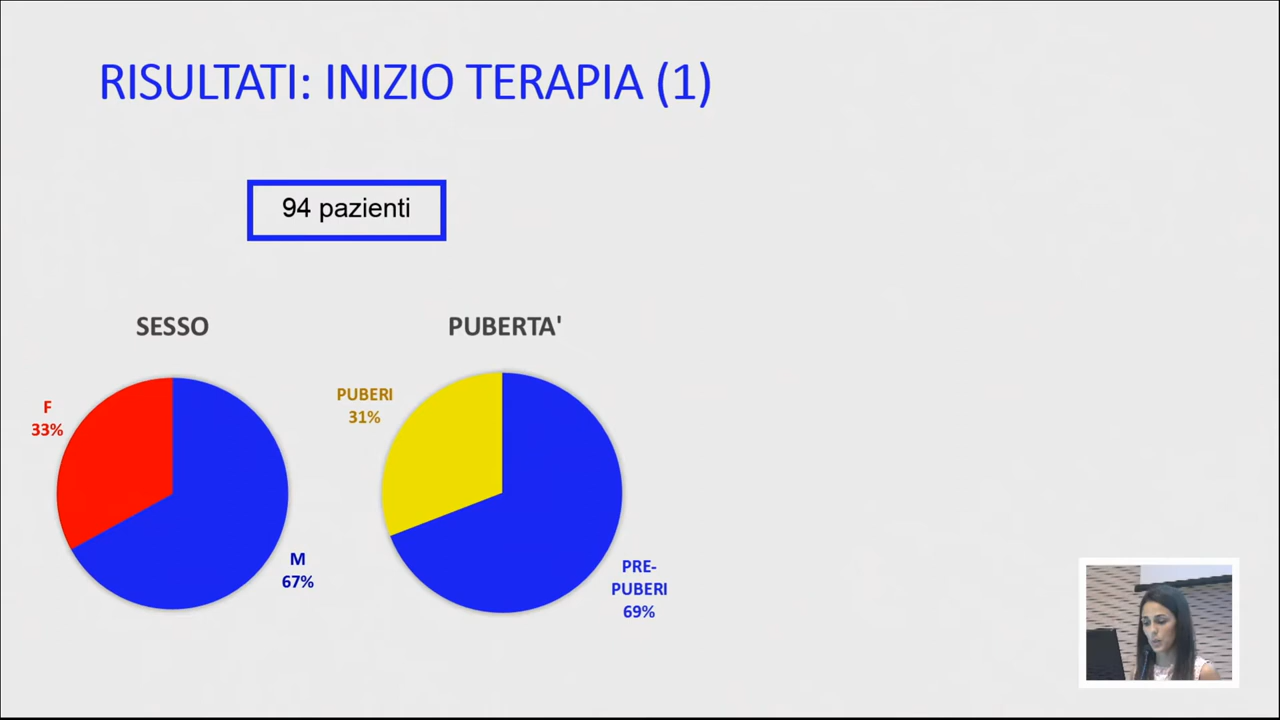 RISULTATI: INIZIO TERAPIA (1)
94 pazienti
SESSO
F
33%
M
67%
PUBERTA'
PUBERI
31%
PRE-
PUBERI
69%